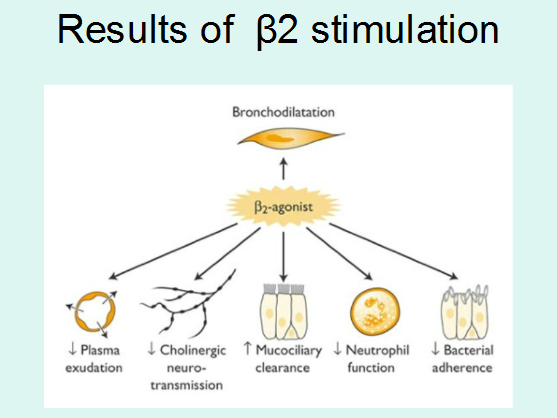 Results of β2 stimulation
Bronchodilatation
β2-agonist
↓ Plasma
exudation
↓ Cholinergic
neuro-
transmission
↑ Mucociliary
clearance
↓ Neutrophil
function
↓ Bacterial
adherence